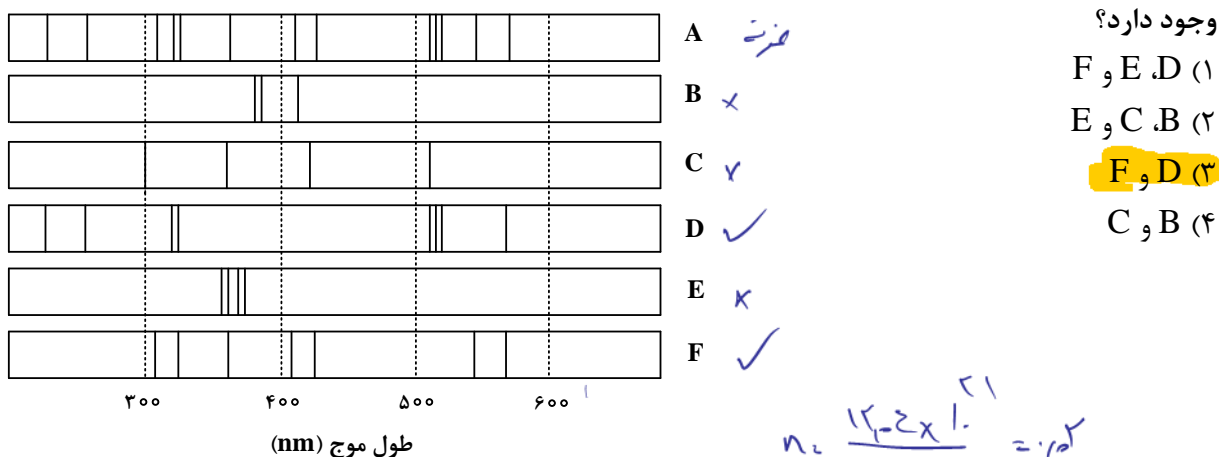 وجود دارد؟
۱) D، E و F
۲) B، C و E
۳) D و F
۴) B و C
A
B ×
C ×
D ✓
E ×
F ✓
۳۰۰ ۴۰۰ ۵۰۰ ۶۰۰
طول موج (nm)